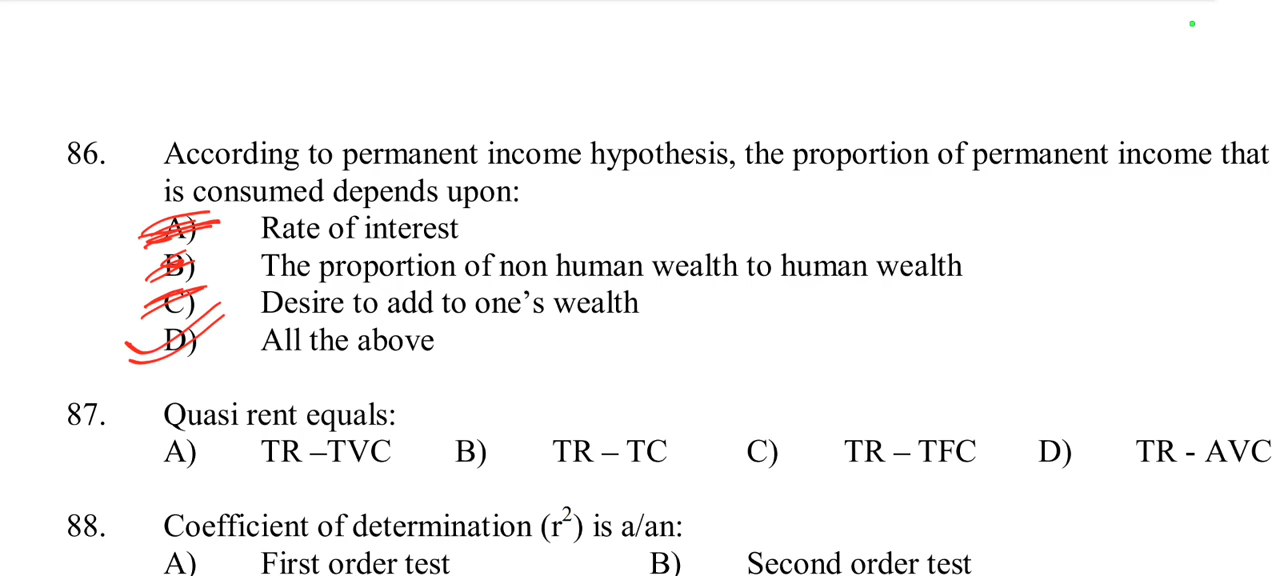 86. According to permanent income hypothesis, the proportion of permanent income that
is consumed depends upon:
A) Rate of interest
B) The proportion of non human wealth to human wealth
C) Desire to add to one’s wealth
D) All the above
87. Quasi rent equals:
A) TR –TVC B) TR – TC C) TR – TFC D) TR - AVC
88. Coefficient of determination (r²) is a/an:
A) First order test B) Second order test